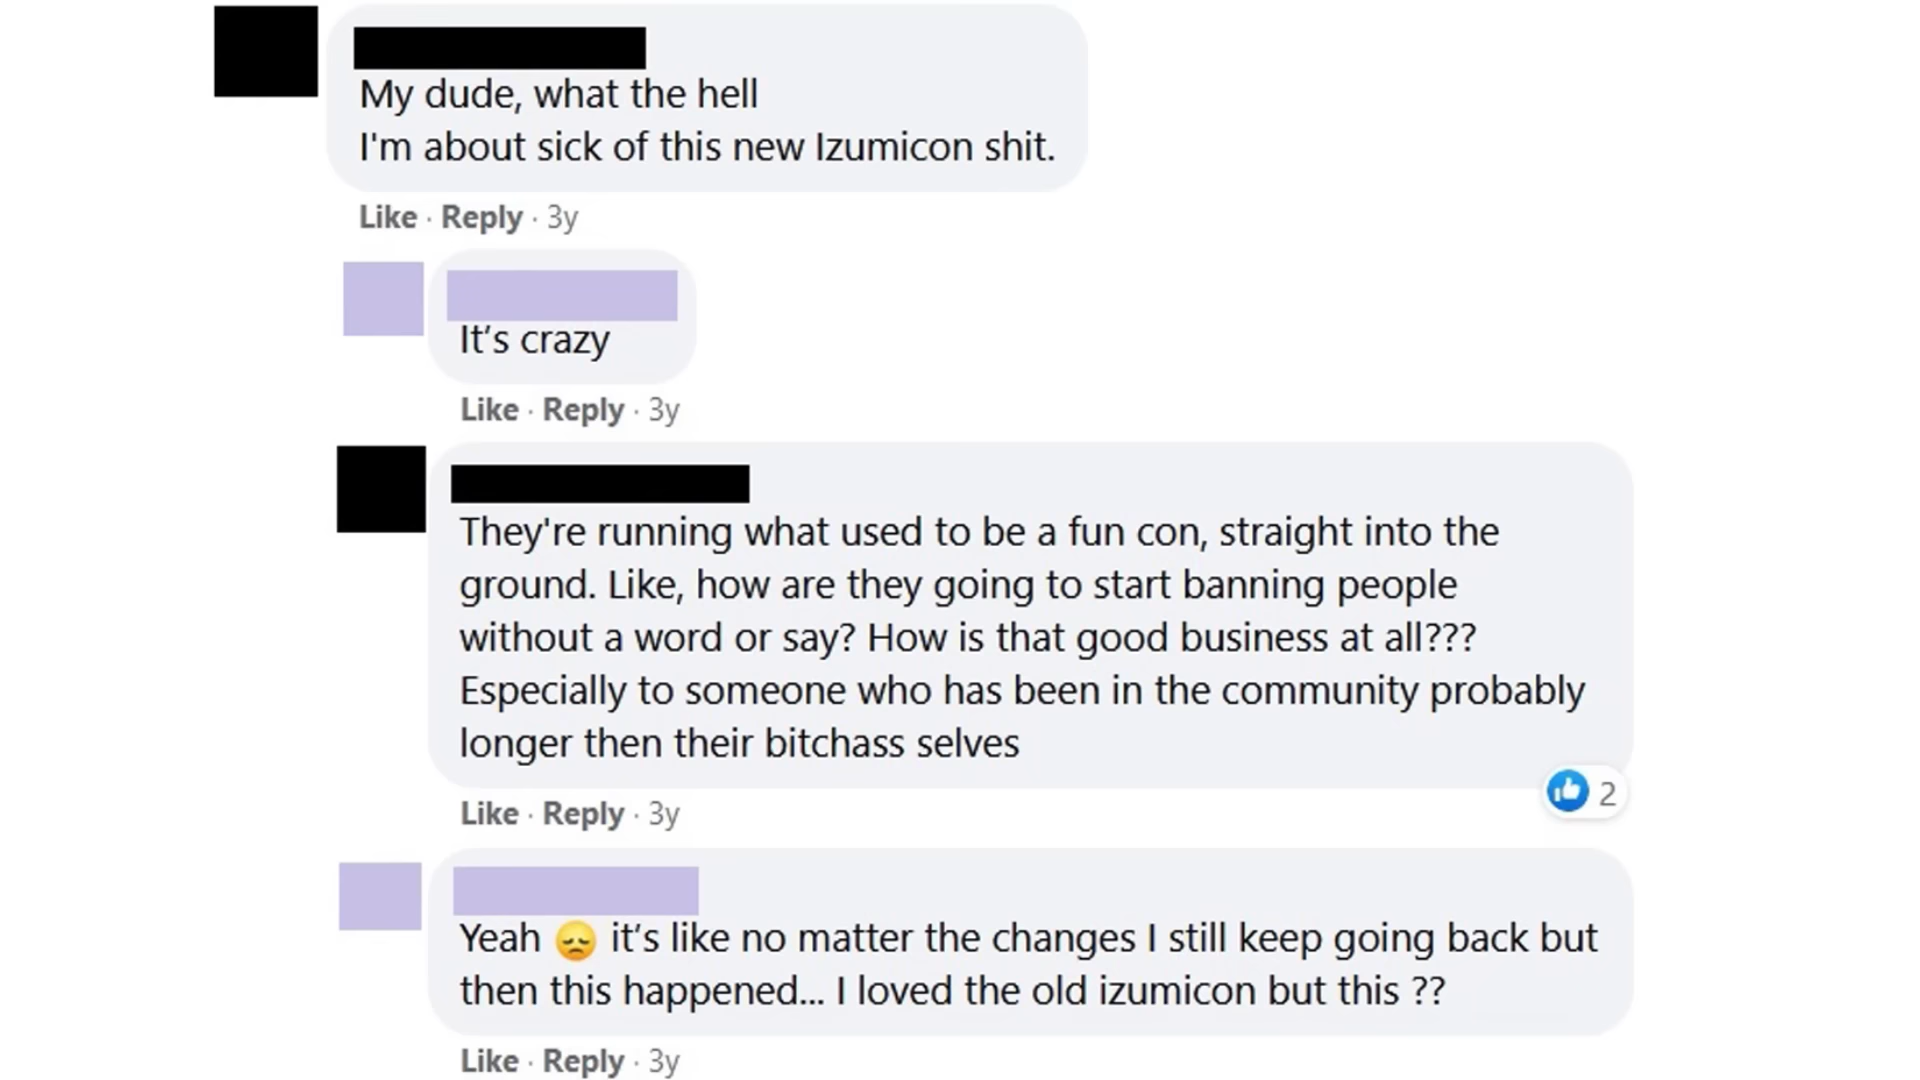 My dude, what the hell
I'm about sick of this new Izumicon shit.
Like · Reply · 3y
It’s crazy
Like · Reply · 3y
They're running what used to be a fun con, straight into the
ground. Like, how are they going to start banning people
without a word or say? How is that good business at all???
Especially to someone who has been in the community probably
longer then their bitchass selves
2
Like · Reply · 3y
Yeah 😞 it’s like no matter the changes I still keep going back but
then this happened... I loved the old izumicon but this ??
Like · Reply · 3y